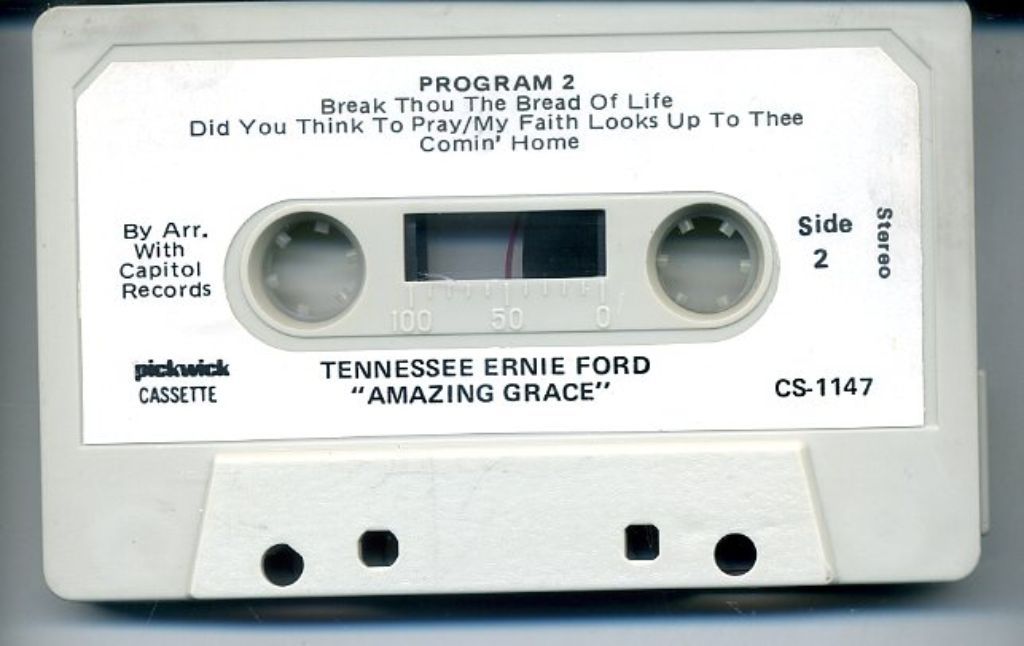 PROGRAM 2
Break Thou The Bread Of Life
Did You Think To Pray/My Faith Looks Up To Thee
Comin' Home
By Arr.
With
Capitol
Records
Side
2
Stereo
100 50 0
pickwick
CASSETTE
TENNESSEE ERNIE FORD
"AMAZING GRACE"
CS-1147